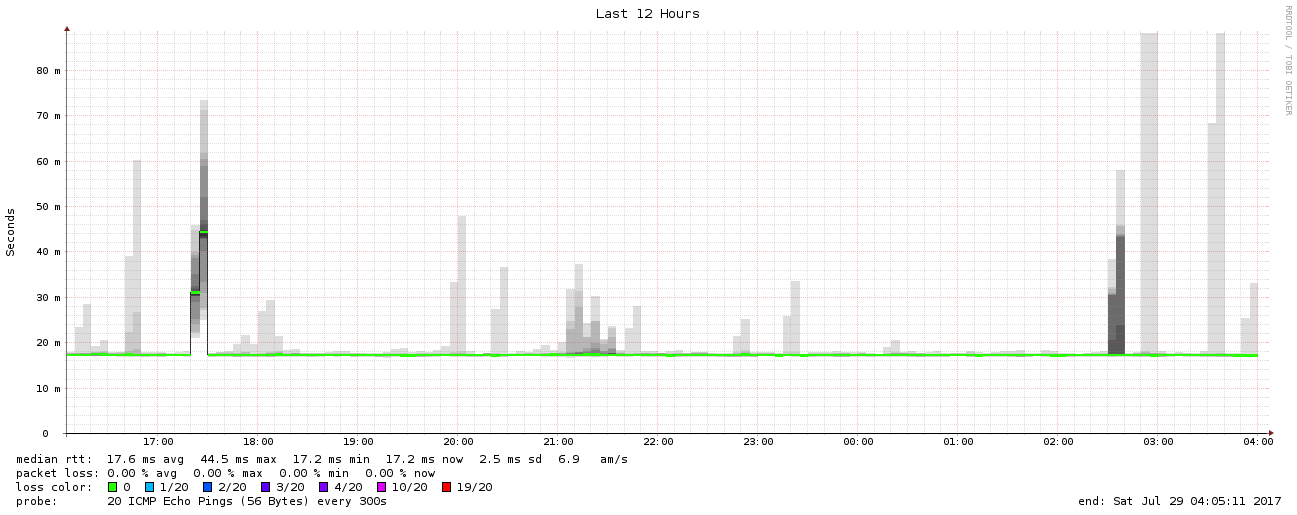 Last 12 Hours
RRDTOOL / TOBI OETIKER
Seconds
80 m
70 m
60 m
50 m
40 m
30 m
20 m
10 m
0
17:00 18:00 19:00 20:00 21:00 22:00 23:00 00:00 01:00 02:00 03:00 04:00
median rtt: 17.6 ms avg 44.5 ms max 17.2 ms min 17.2 ms now 2.5 ms sd 6.9 am/s
packet loss: 0.00 % avg 0.00 % max 0.00 % min 0.00 % now
loss color: 0 1/20 2/20 3/20 4/20 10/20 19/20
probe: 20 ICMP Echo Pings (56 Bytes) every 300s end: Sat Jul 29 04:05:11 2017